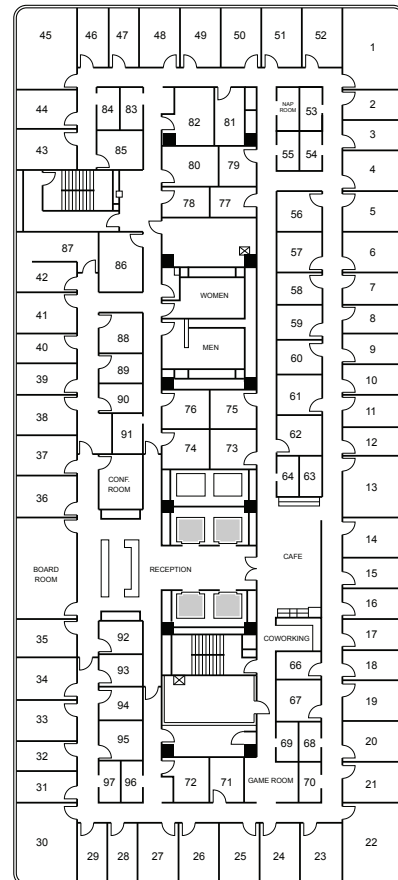 45 46 47 48 49 50 51 52 1
44 84 83 82 81 NAP
ROOM 53 2
3
43 85 80 79 55 54 4
78 77 56 5
87 86 57 6
42 58 7
WOMEN
41 88 59 8
40 MEN 60 9
39 89 10
38 90 76 75 61 11
37 91 74 73 62 12
36 CONF.
ROOM 64 63 13
14
BOARD
ROOM
RECEPTION
CAFE
15
16
35 92 COWORKING 17
34 93 66 18
33 94 67 19
32 95 69 68 20
31 97 96 72 71 GAME ROOM 70 21
30 29 28 27 26 25 24 23 22